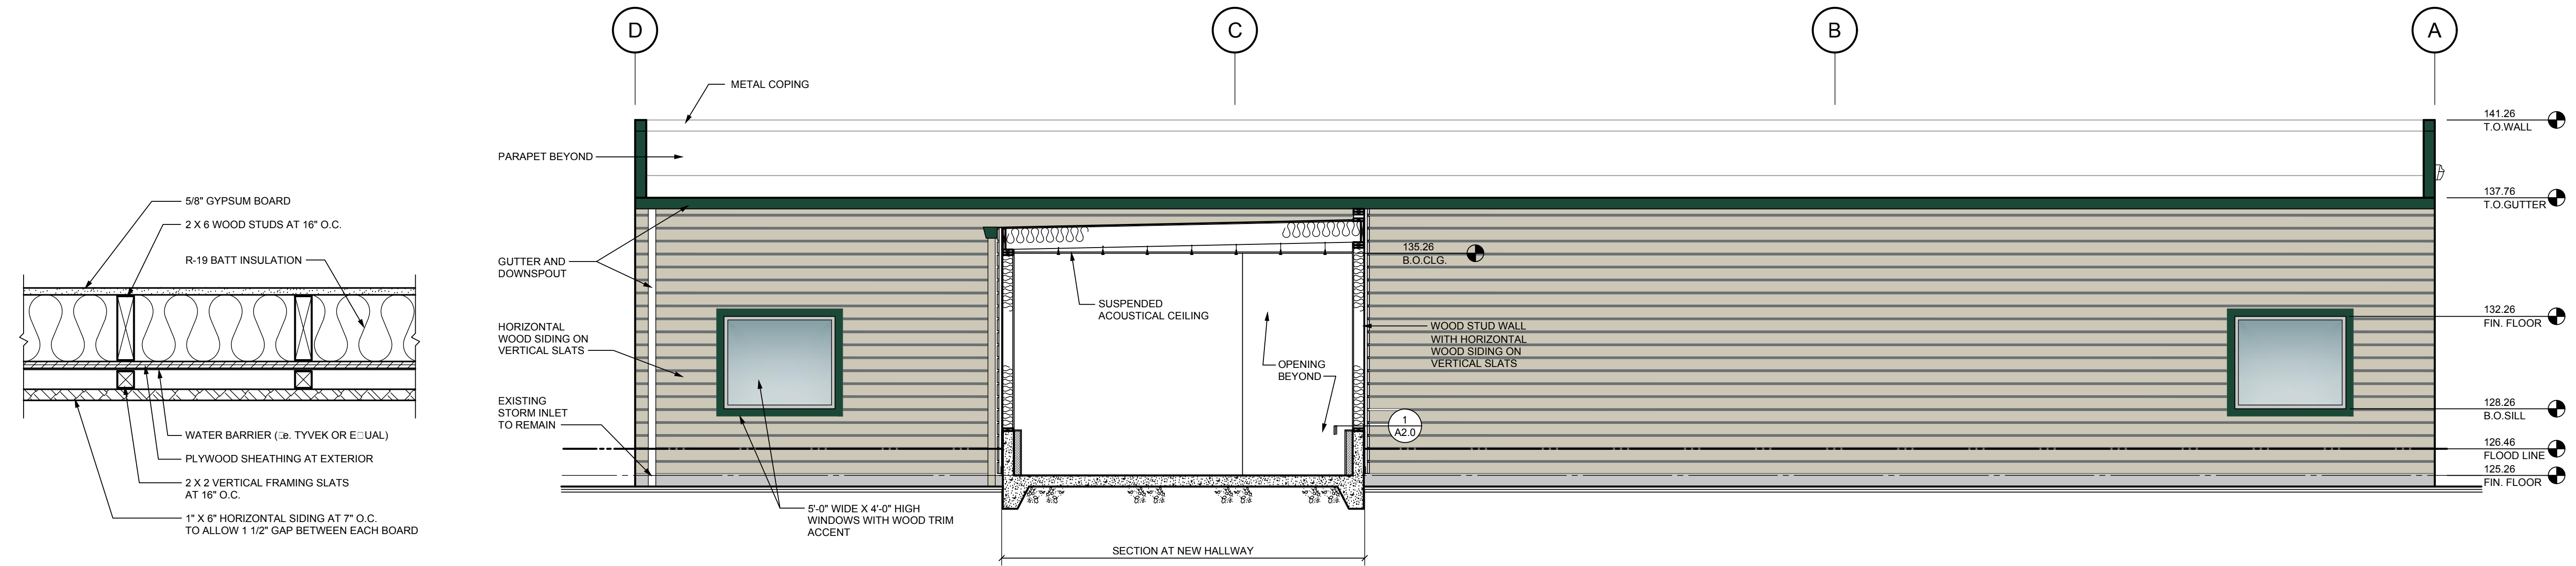 D
C
B
A
METAL COPING
PARAPET BEYOND
GUTTER AND
DOWNSPOUT
HORIZONTAL
WOOD SIDING ON
VERTICAL SLATS
EXISTING
STORM INLET
TO REMAIN
5/8" GYPSUM BOARD
2 X 6 WOOD STUDS AT 16" O.C.
R-19 BATT INSULATION
WATER BARRIER (□e. TYVEK OR E□UAL)
PLYWOOD SHEATHING AT EXTERIOR
2 X 2 VERTICAL FRAMING SLATS
AT 16" O.C.
1" X 6" HORIZONTAL SIDING AT 7" O.C.
TO ALLOW 1 1/2" GAP BETWEEN EACH BOARD
5'-0" WIDE X 4'-0" HIGH
WINDOWS WITH WOOD TRIM
ACCENT
SUSPENDED
ACOUSTICAL CEILING
OPENING
BEYOND
135.26
B.O.CLG.
WOOD STUD WALL
WITH HORIZONTAL
WOOD SIDING ON
VERTICAL SLATS
1
A2.0
SECTION AT NEW HALLWAY
141.26
T.O.WALL
137.76
T.O.GUTTER
132.26
FIN. FLOOR
128.26
B.O.SILL
126.46
FLOOD LINE
125.26
FIN. FLOOR